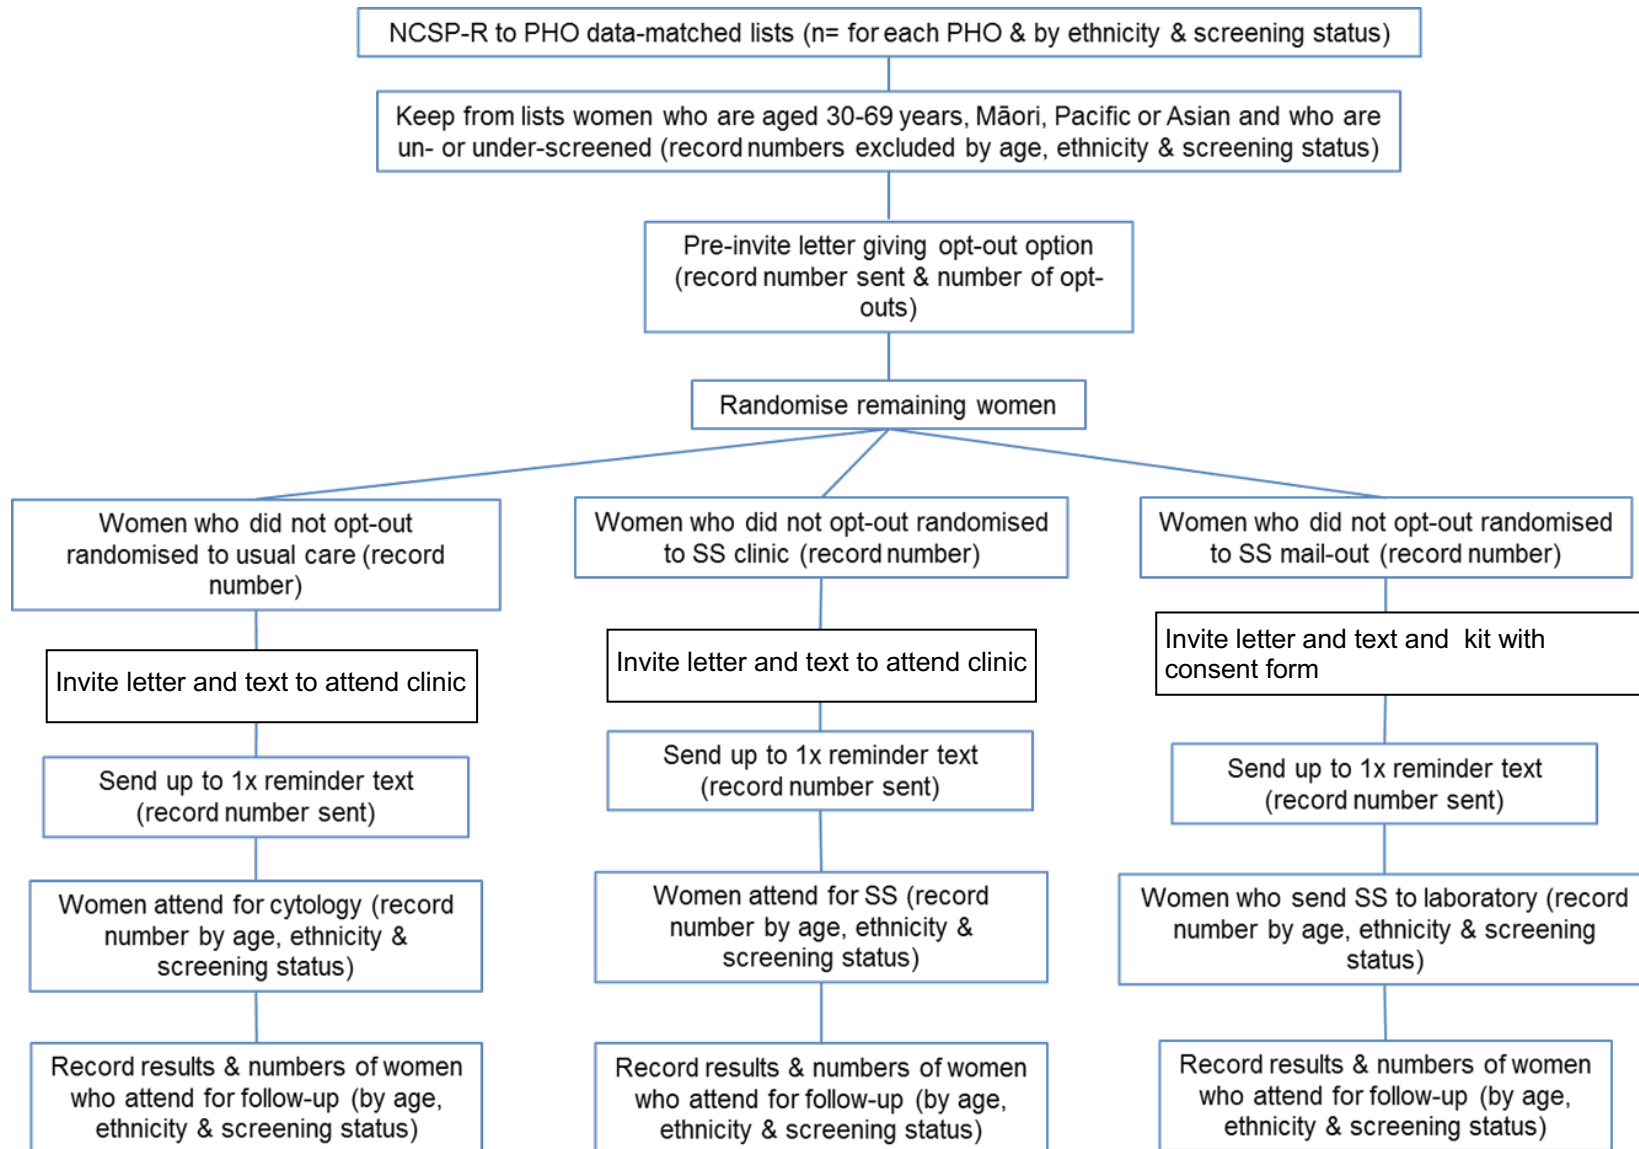 NCSP-R to PHO data-matched lists (n= for each PHO & by ethnicity & screening status)
Keep from lists women who are aged 30-69 years, Māori, Pacific or Asian and who are
un- or under-screened (record numbers excluded by age, ethnicity & screening status)
Pre-invite letter giving opt-out option
(record number sent & number of opt-
outs)
Randomise remaining women
Women who did not opt-out
randomised to usual care (record
number)
Invite letter and text to attend clinic
Send up to 1x reminder text
(record number sent)
Women attend for cytology (record
number by age, ethnicity &
screening status)
Record results & numbers of women
who attend for follow-up (by age,
ethnicity & screening status)
Women who did not opt-out randomised
to SS clinic (record number)
Invite letter and text to attend clinic
Send up to 1x reminder text
(record number sent)
Women attend for SS (record
number by age, ethnicity &
screening status)
Record results & numbers of women
who attend for follow-up (by age,
ethnicity & screening status)
Women who did not opt-out randomised
to SS mail-out (record number)
Invite letter and text and kit with
consent form
Send up to 1x reminder text
(record number sent)
Women who send SS to laboratory (record
number by age, ethnicity & screening
status)
Record results & numbers of women
who attend for follow-up (by age,
ethnicity & screening status)